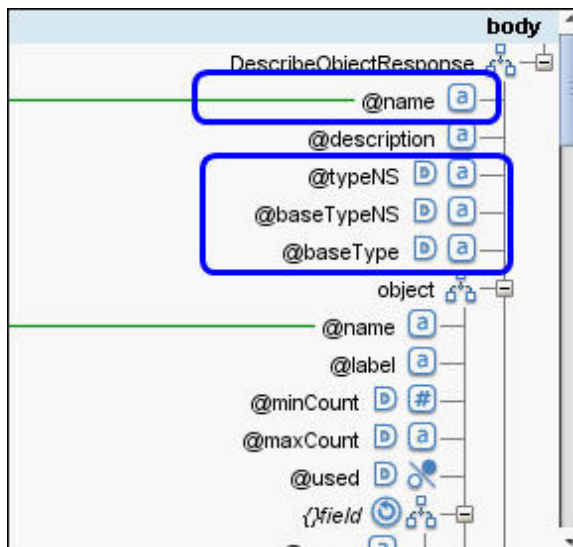 body
DescribeObjectResponse
@name a
@description a
@typeNS D a
@baseTypeNS D a
@baseType D a
object
@name a
@label a
@minCount D #
@maxCount D a
@used D
{}field